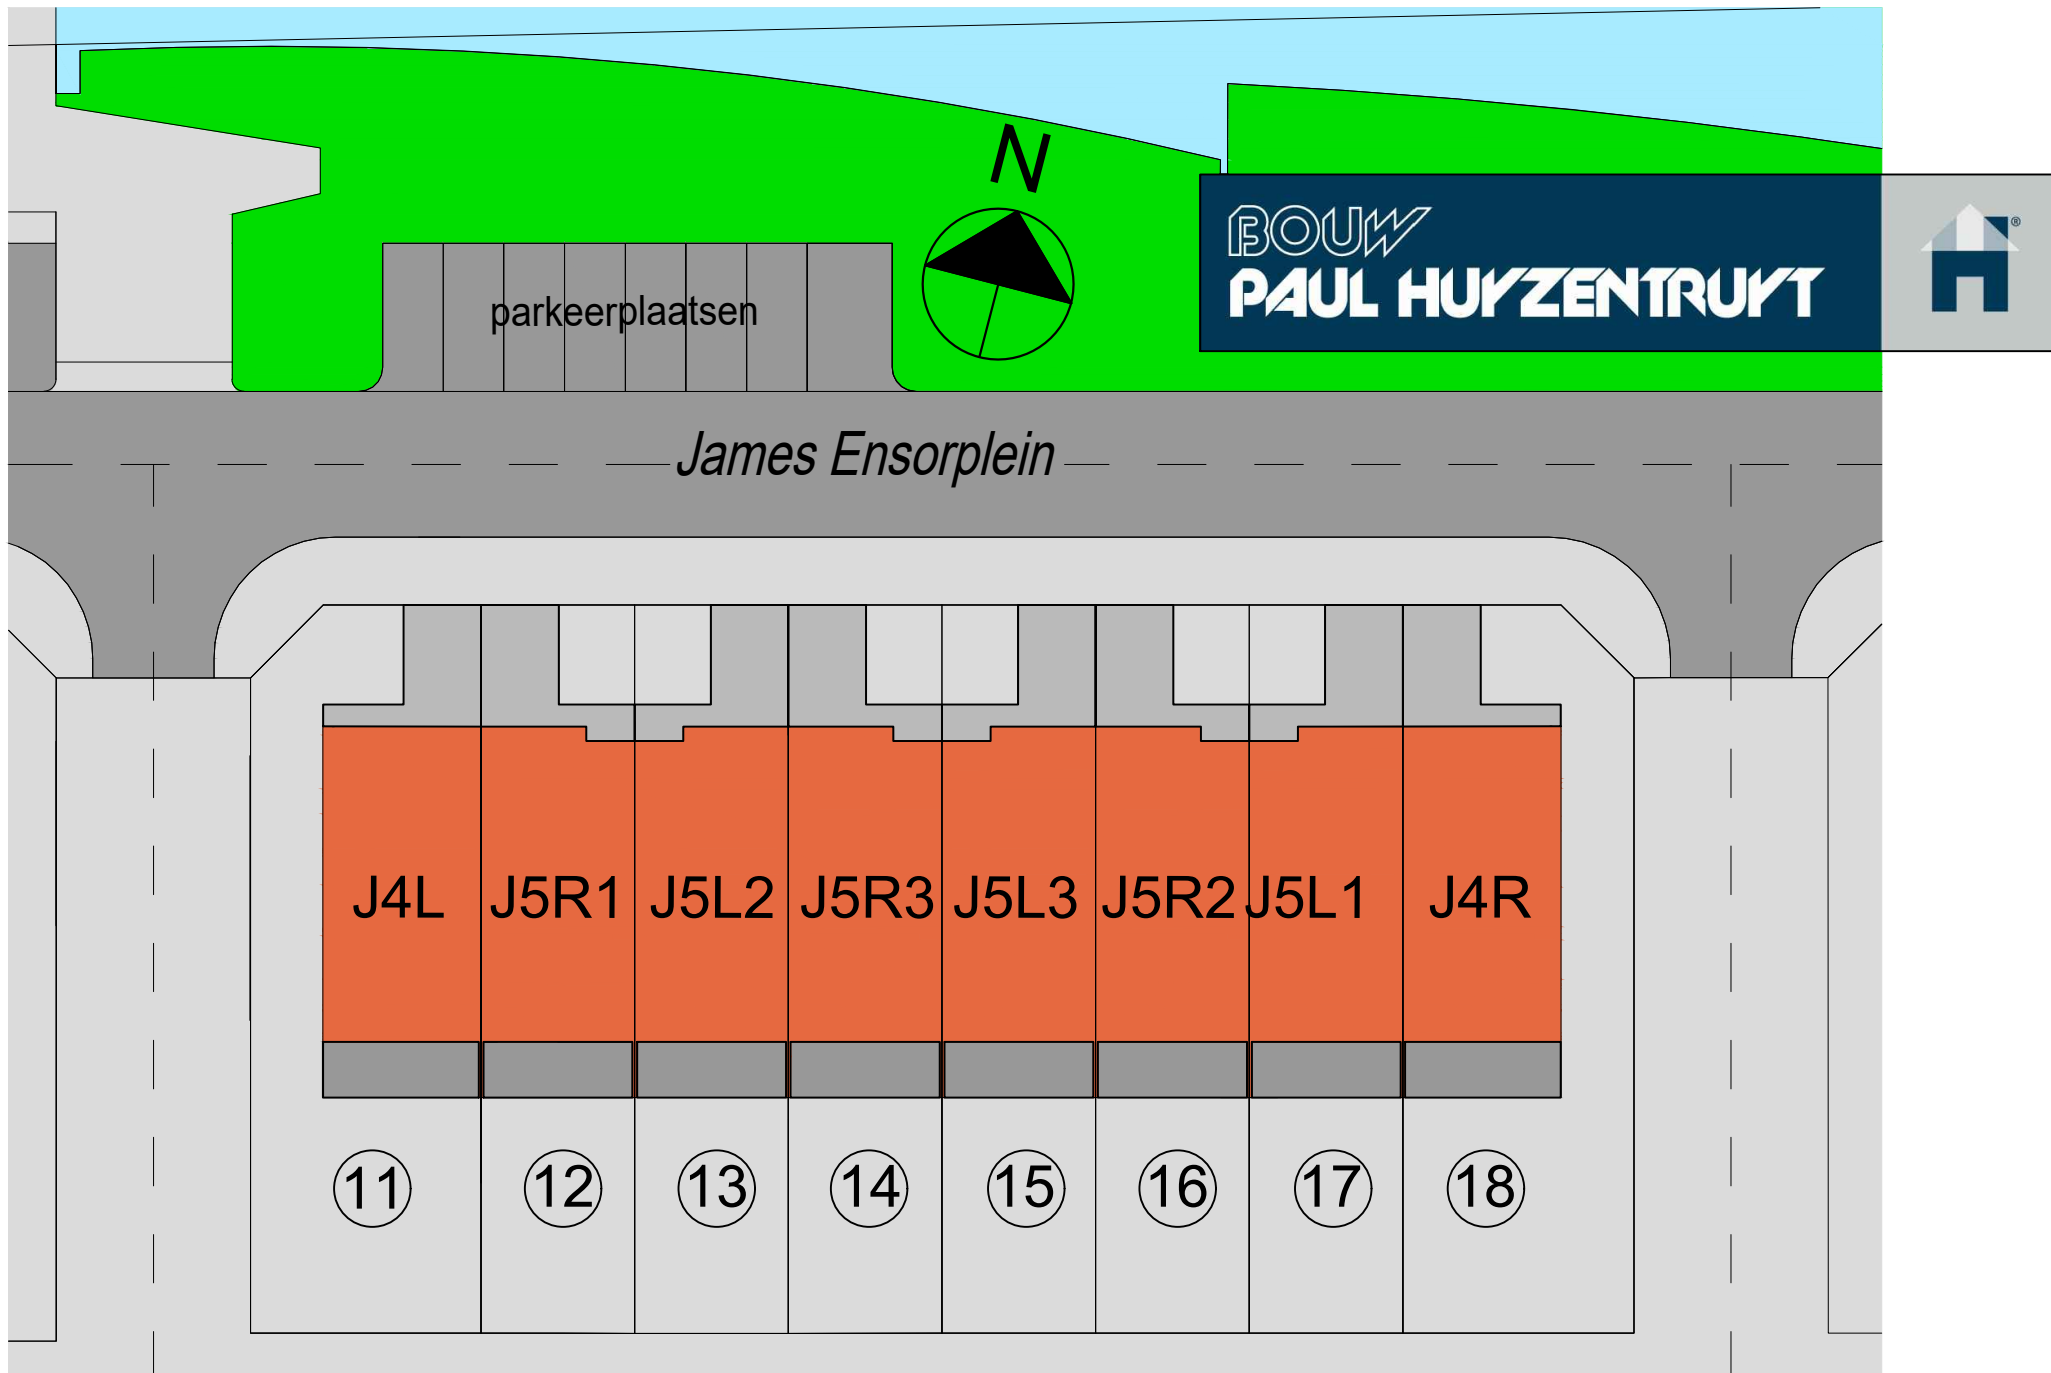 N
BOUW
PAUL HUYZENTRUYT
®
parkeerplaatsen
James Ensorplein
J4L J5R1 J5L2 J5R3 J5L3 J5R2 J5L1 J4R
11 12 13 14 15 16 17 18